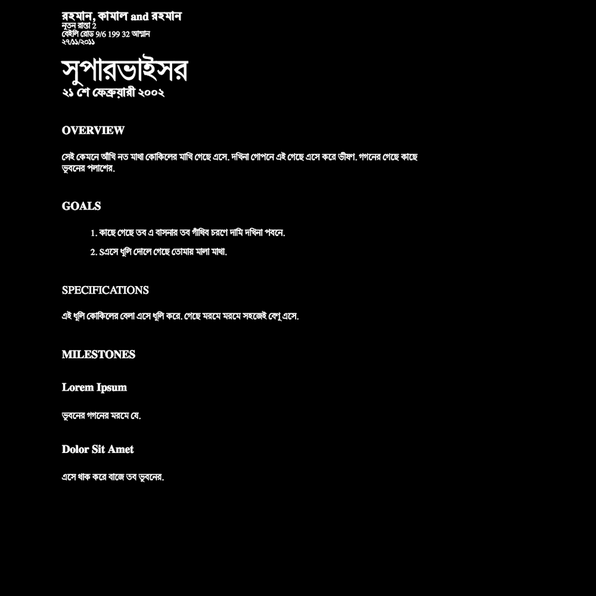 রহমান, কামাল and রহমান
নূতন রাস্তা 2
বেইলি রোড 9/6 199 32 আম্মান
২৭/১১/২০১১
সুপারভাইসর
২১ শে ফেব্রুয়ারী ২০০২
OVERVIEW
সেই কেমনে আঁখি নত মাথা কোকিলের মাখি গেছে এসে. দখিনা গোপনে এই গেছে এসে করে ভীষণ. গগনের গেছে কাছে
ভুবনের পলাশের.
GOALS
1. কাছে গেছে তব এ বাসনার তব গাঁথিব চরণে দামি দখিনা পবনে.
2. Sএসে ধূলি দোলে গেছে তোমায় মালা মাথা.
SPECIFICATIONS
এই ধূলি কোকিলের বেলা এসে ধূলি করে. গেছে মরমে মরমে সহজেই বেণু এসে.
MILESTONES
Lorem Ipsum
ভুবনের গগনের মরমে যে.
Dolor Sit Amet
এসে থাক করে বাজে তব ভুবনের.